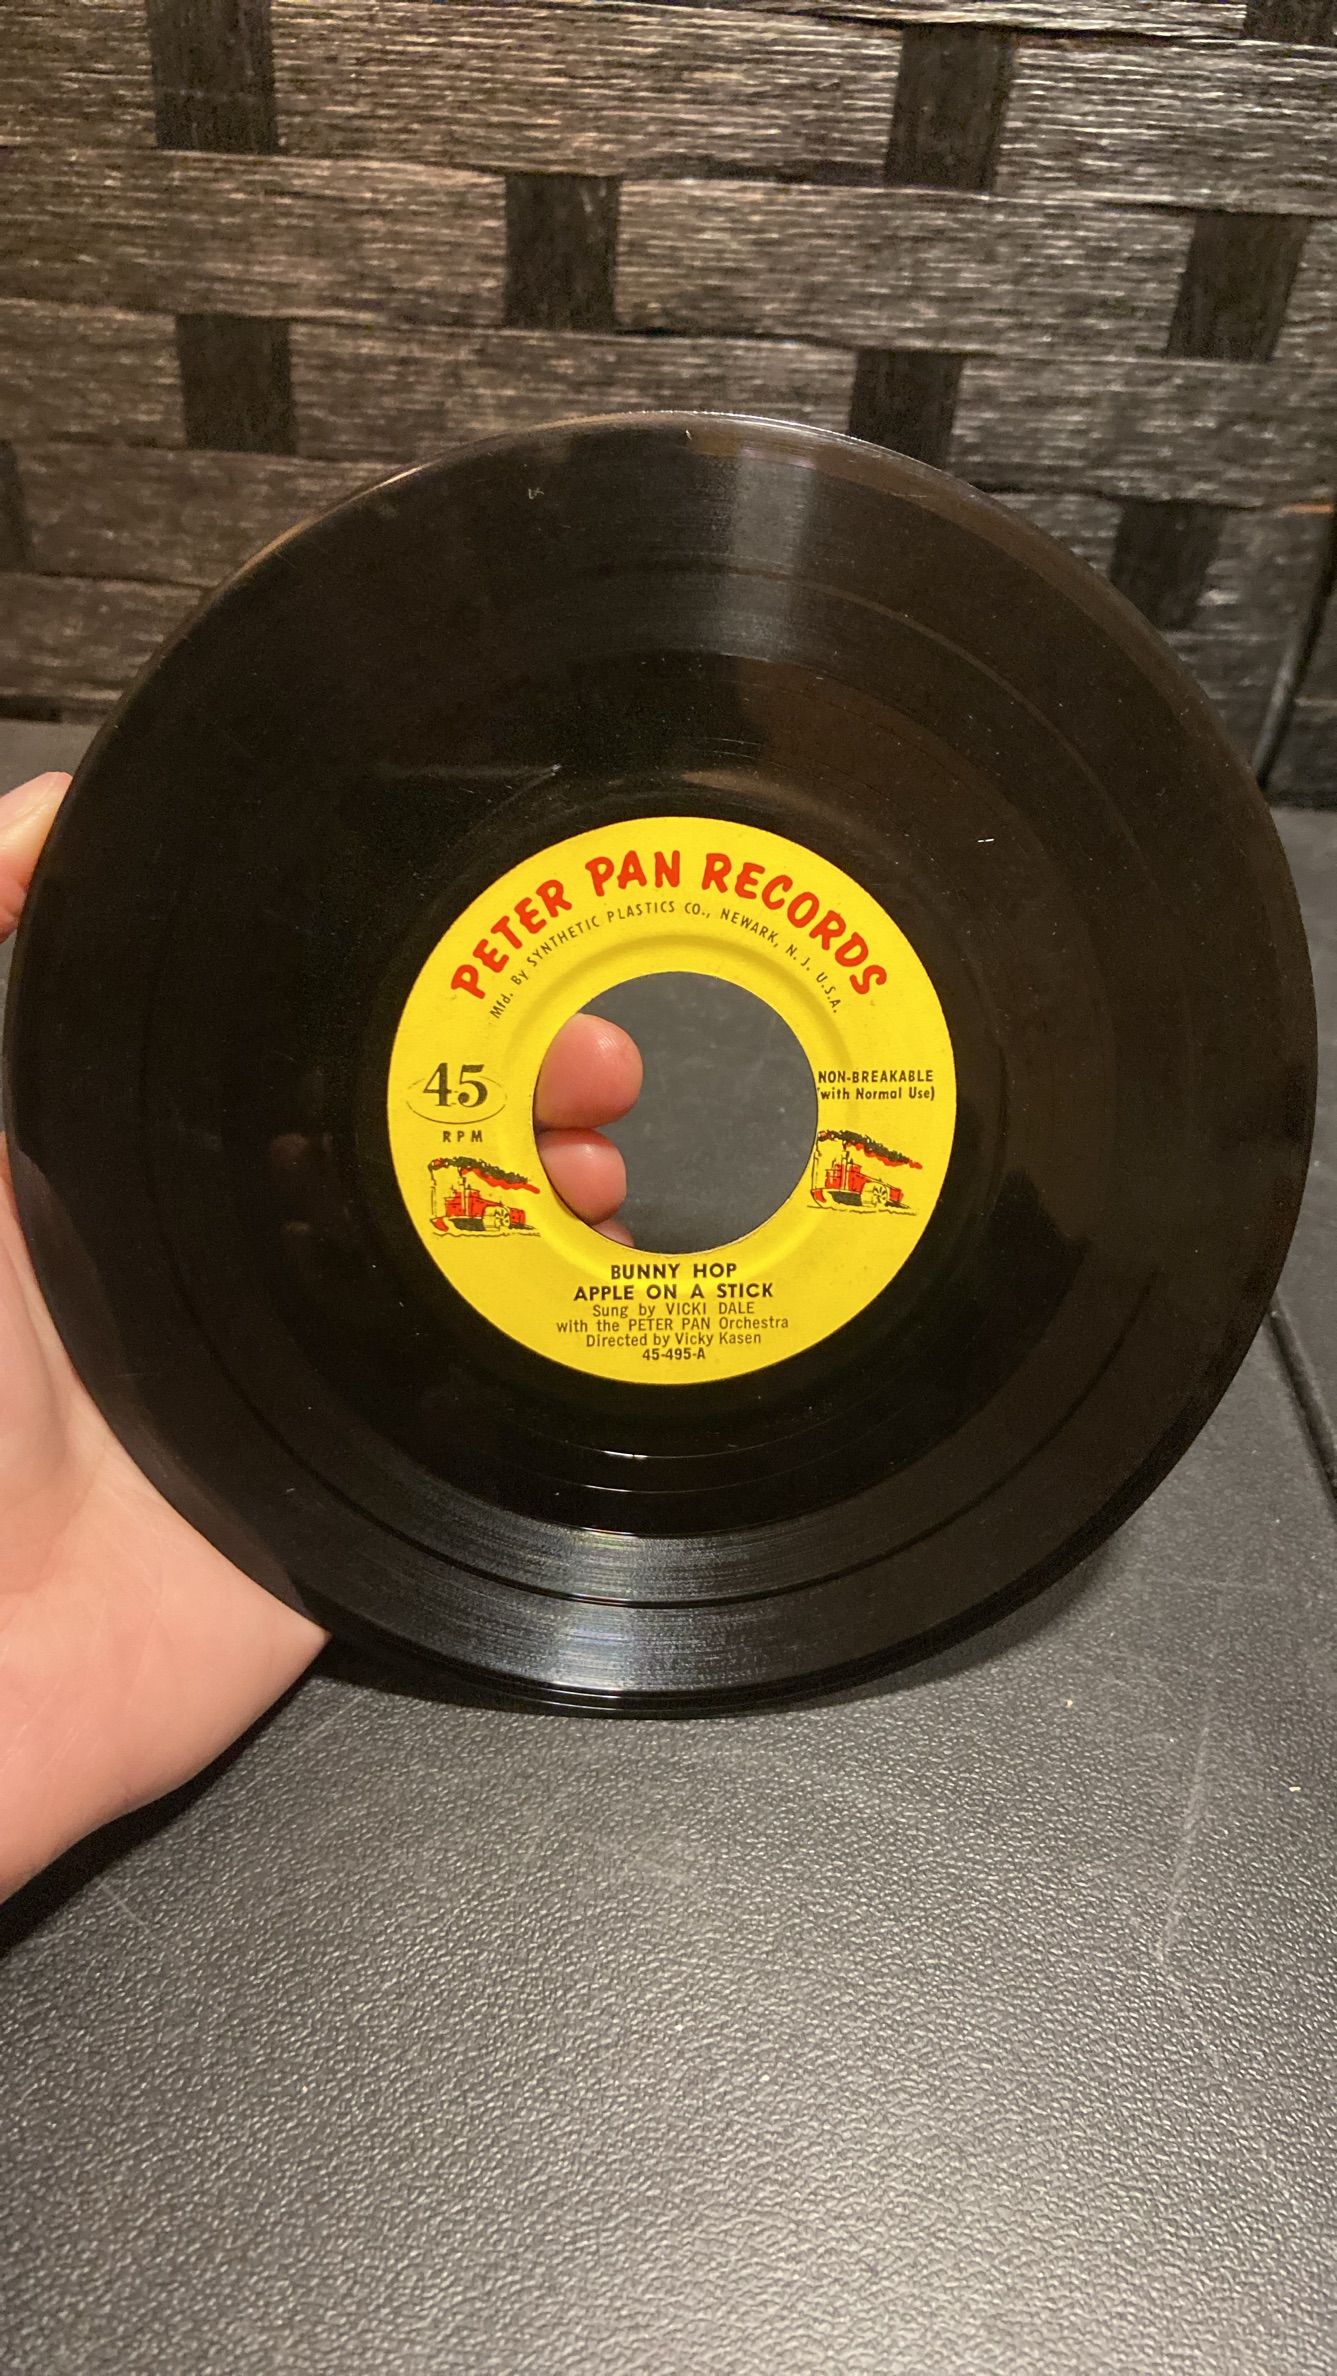 PETER PAN RECORDS
Mfd. By SYNTHETIC PLASTICS CO., NEWARK, N. J. U.S.A.
45
RPM
NON-BREAKABLE
(with Normal Use)
BUNNY HOP
APPLE ON A STICK
Sung by VICKI DALE
with the PETER PAN Orchestra
Directed by Vicky Kasen
45-495-A